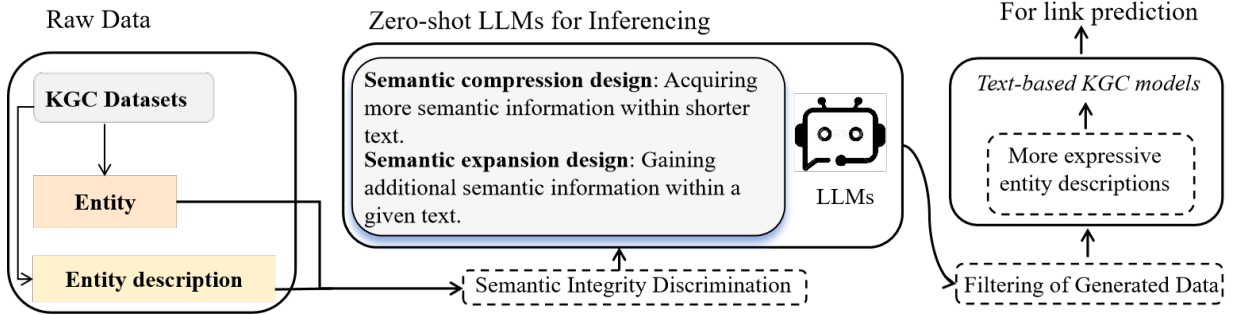 Raw Data
KGC Datasets
Entity
Entity description
Zero-shot LLMs for Inferencing
Semantic compression design: Acquiring
more semantic information within shorter
text.
Semantic expansion design: Gaining
additional semantic information within a
given text.
LLMs
Semantic Integrity Discrimination
For link prediction
Text-based KGC models
More expressive
entity descriptions
Filtering of Generated Data